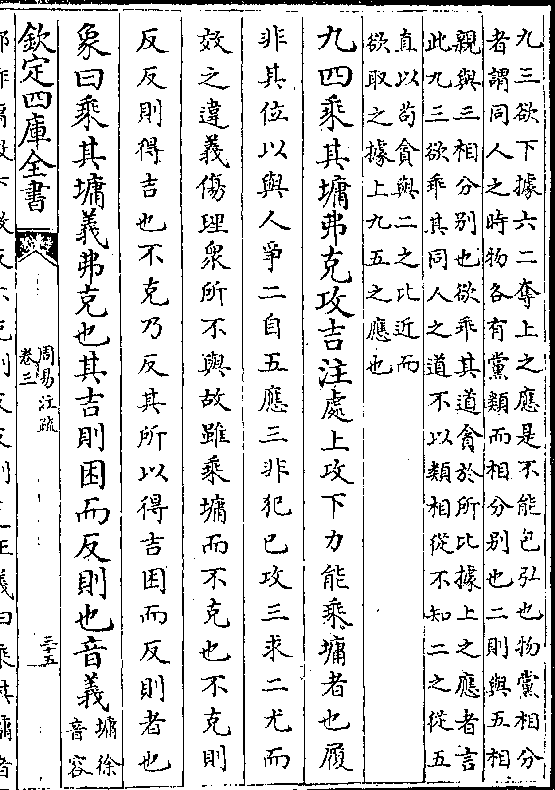 九三欲下據六二奪上之應是不能包弘也物黨相分
者謂同人之時物各有黨類而相分別也二則與五相
親與三相分別也欲乖其道貪於所比據上之應者言
此九三欲乖其同人之道不以類相從不知二之從五
直以苟貪與二之比近而
欲取之據上九五之應也
九四乘其墉弗克攻吉注處上攻下力能乘墉者也履
非其位以與人爭二自五應三非犯已攻三求二尤而
效之違義傷理衆所不與故雖乘墉而不克也不克則
反反則得吉也不克乃反其所以得吉困而反則者也
象曰乘其墉義弗克也其吉則困而反則也音義墉徐
音容
欽定四庫全書
周易注疏
卷三
三十五